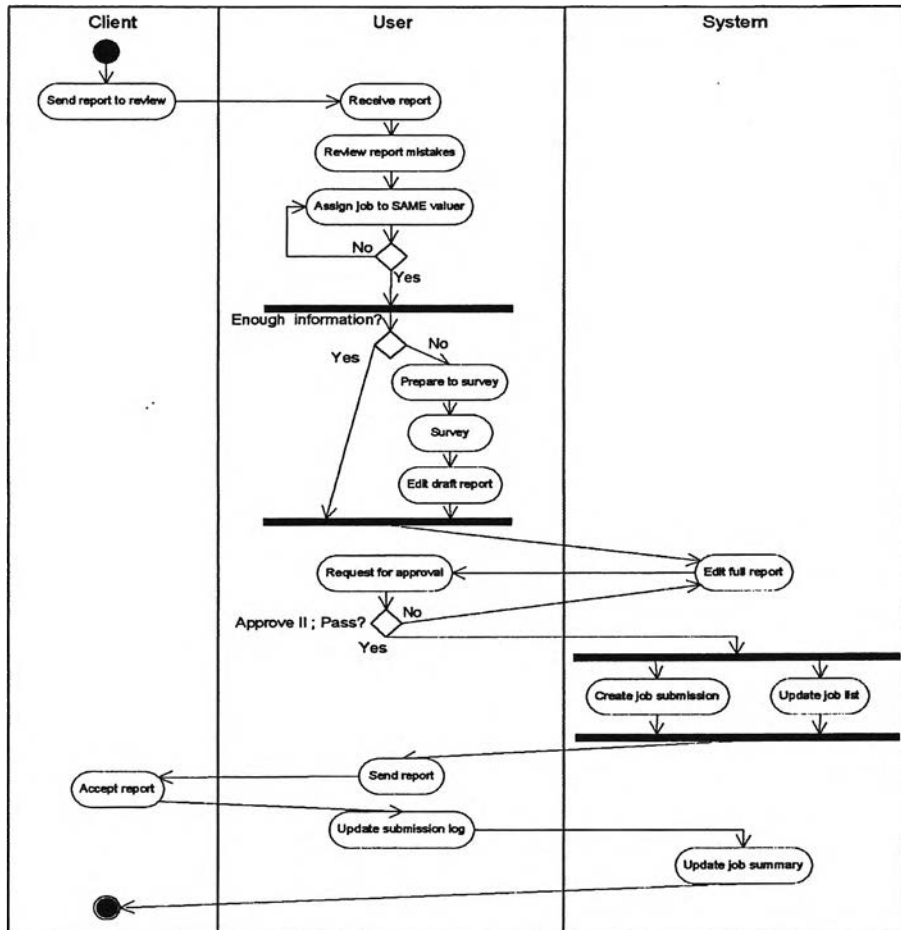 Client
User
System
Send report to review
Receive report
Review report mistakes
Assign job to SAME valuer
No
Yes
Enough information?
No
Yes
Prepare to survey
Survey
Edit draft report
Request for approval
Edit full report
No
Approve II ; Pass?
Yes
Create job submission
Update job list
Send report
Accept report
Update submission log
Update job summary